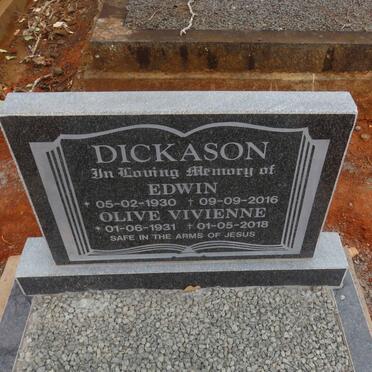 DICKASON
In Loving Memory of
EDWIN
* 05-02-1930 † 09-09-2016
OLIVE VIVIENNE
* 01-06-1931 † 01-05-2018
SAFE IN THE ARMS OF JESUS